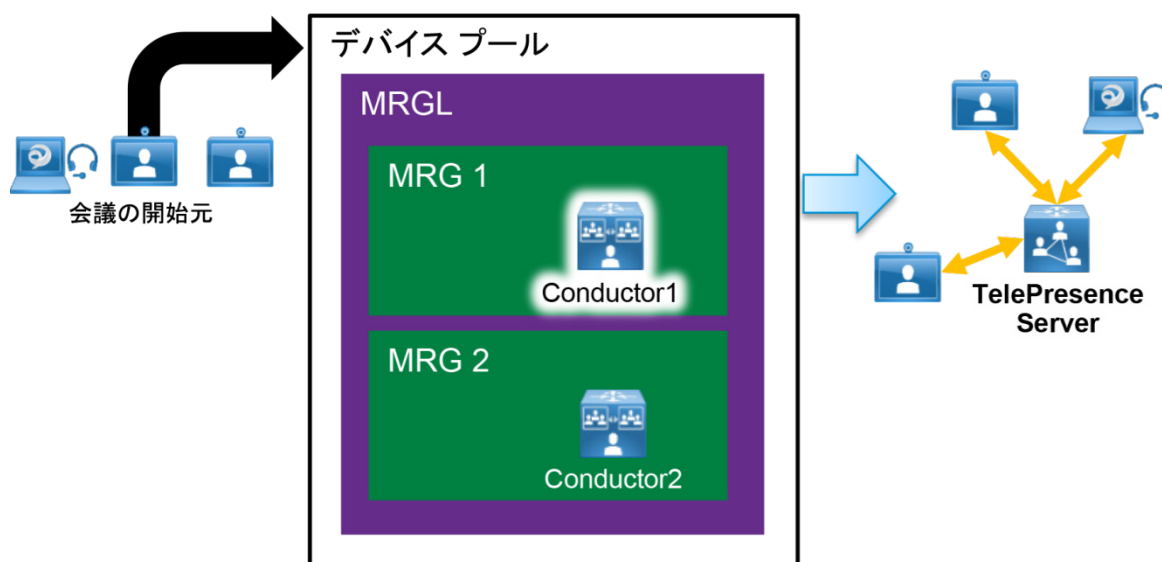 デバイス プール
MRGL
MRG 1
Conductor1
MRG 2
Conductor2
会議の開始元
TelePresence
Server